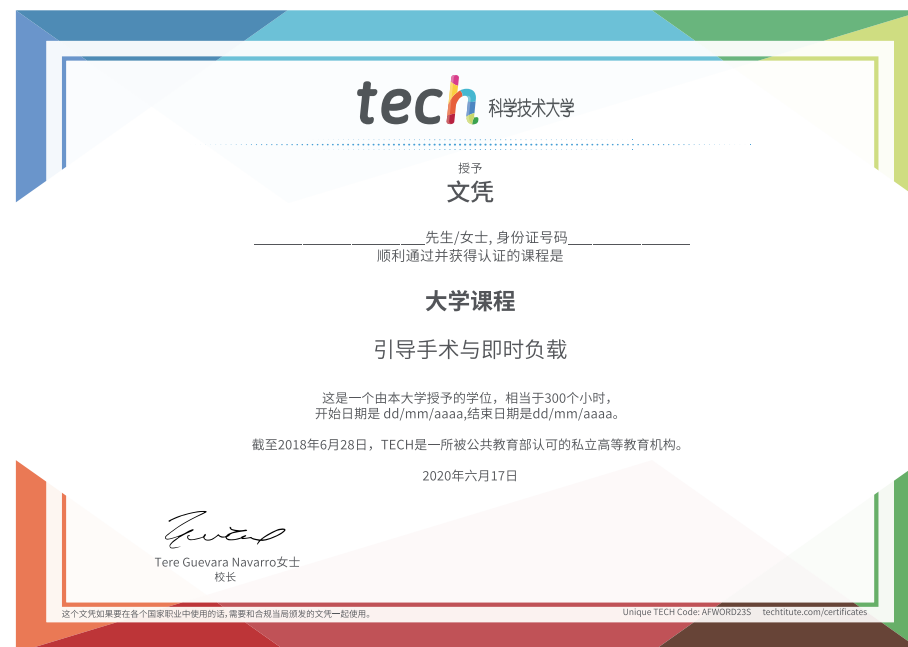 tech 科学技术大学
授予
文凭
______________________先生/女士, 身份证号码_______________
顺利通过并获得认证的课程是
大学课程
引导手术与即时负载
这是一个由本大学授予的学位，相当于300个小时，
开始日期是 dd/mm/aaaa,结束日期是dd/mm/aaaa。
截至2018年6月28日，TECH是一所被公共教育部认可的私立高等教育机构。
2020年六月17日
Tere Guevara Navarro女士
校长
这个文凭如果要在各个国家职业中使用的话,需要和合规当局颁发的文凭一起使用。
Unique TECH Code: AFWORD23S techtitute.com/certificates